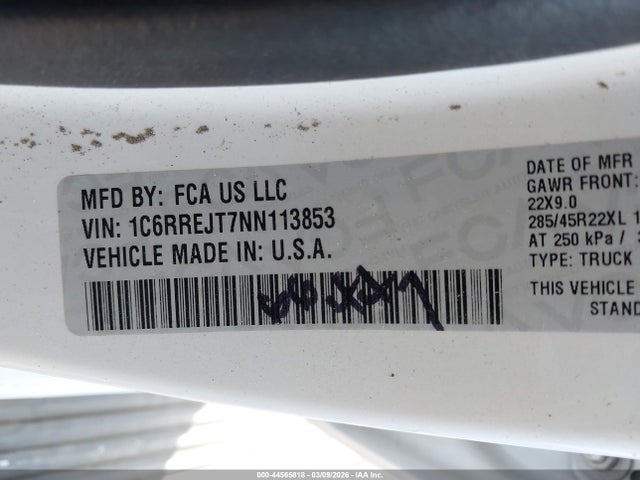 MFD BY: FCA US LLC
VIN: 1C6RREJT7NN113853
VEHICLE MADE IN: U.S.A.
DATE OF MFR
GAWR FRONT:
22X9.0
285/45R22XL
AT 250 kPa /
TYPE: TRUCK
THIS VEHICLE
STAND
000-44565818 - 03/09/2026 - IAA Inc.